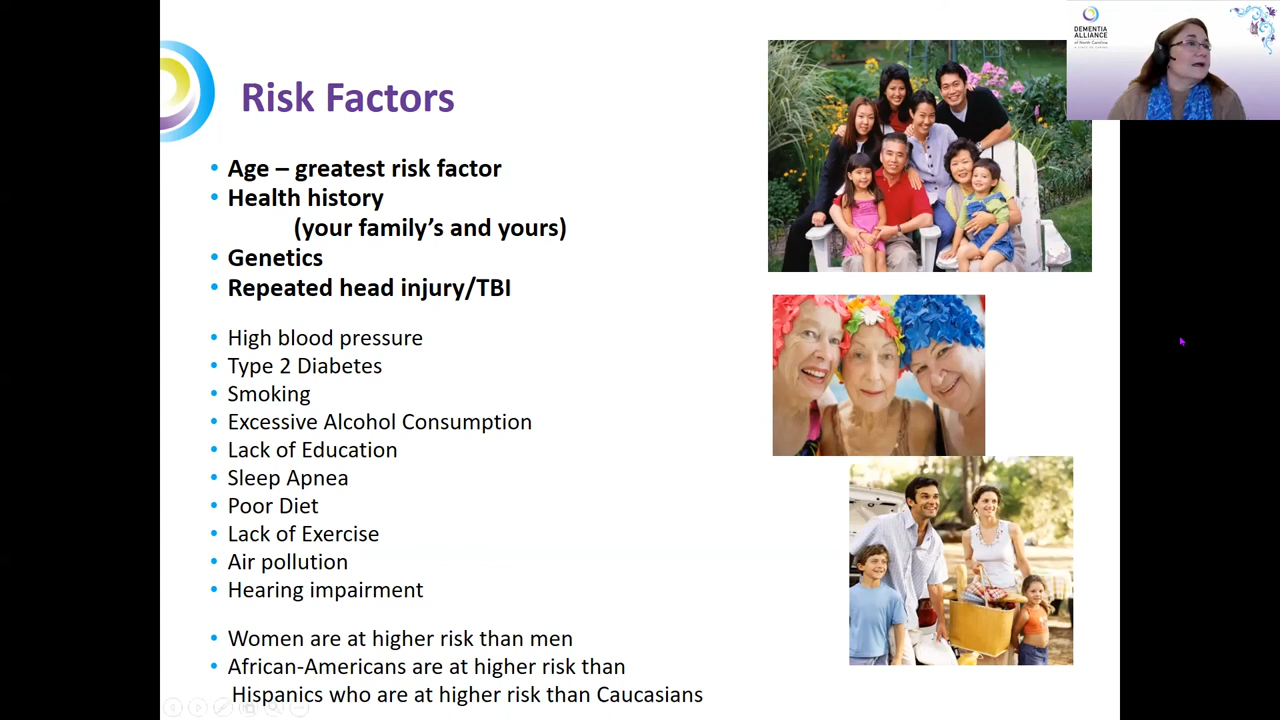 Risk Factors
• Age – greatest risk factor
• Health history
(your family’s and yours)
• Genetics
• Repeated head injury/TBI
• High blood pressure
• Type 2 Diabetes
• Smoking
• Excessive Alcohol Consumption
• Lack of Education
• Sleep Apnea
• Poor Diet
• Lack of Exercise
• Air pollution
• Hearing impairment
• Women are at higher risk than men
• African-Americans are at higher risk than
Hispanics who are at higher risk than Caucasians
DEMENTIA
ALLIANCE
of North Carolina